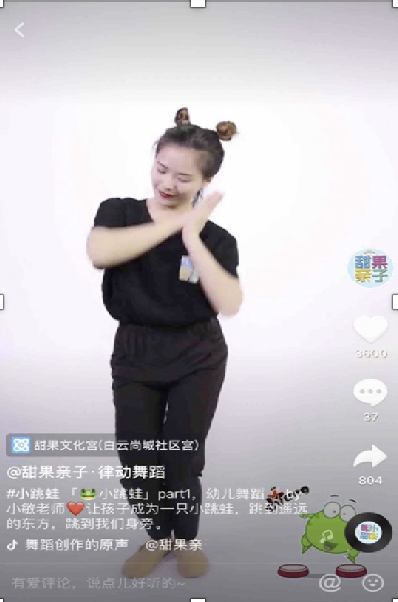 甜果
亲子
3600
37
甜果文化宫(白云尚城社区宫)
804
@甜果亲子·律动舞蹈
#小跳蛙「🐸小跳蛙」part1，幼儿舞蹈💃by
小敏老师❤️让孩子成为一只小跳蛙，跳到遥远
的东方，跳到我们身旁。
舞蹈创作的原声 @甜果亲
有爱评论，说点儿好听的~
@